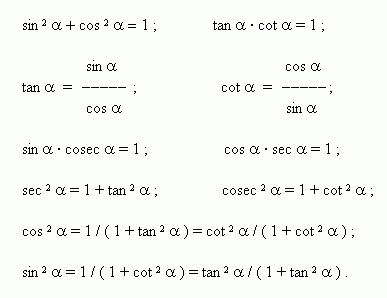 sin ² α + cos ² α = 1 ; tan α · cot α = 1 ;
sin α cos α
tan α = ––––– ; cot α = ––––– ;
cos α sin α
sin α · cosec α = 1 ; cos α · sec α = 1 ;
sec ² α = 1 + tan ² α ; cosec ² α = 1 + cot ² α ;
cos ² α = 1 / ( 1 + tan ² α ) = cot ² α / ( 1 + cot ² α ) ;
sin ² α = 1 / ( 1 + cot ² α ) = tan ² α / ( 1 + tan ² α ) .